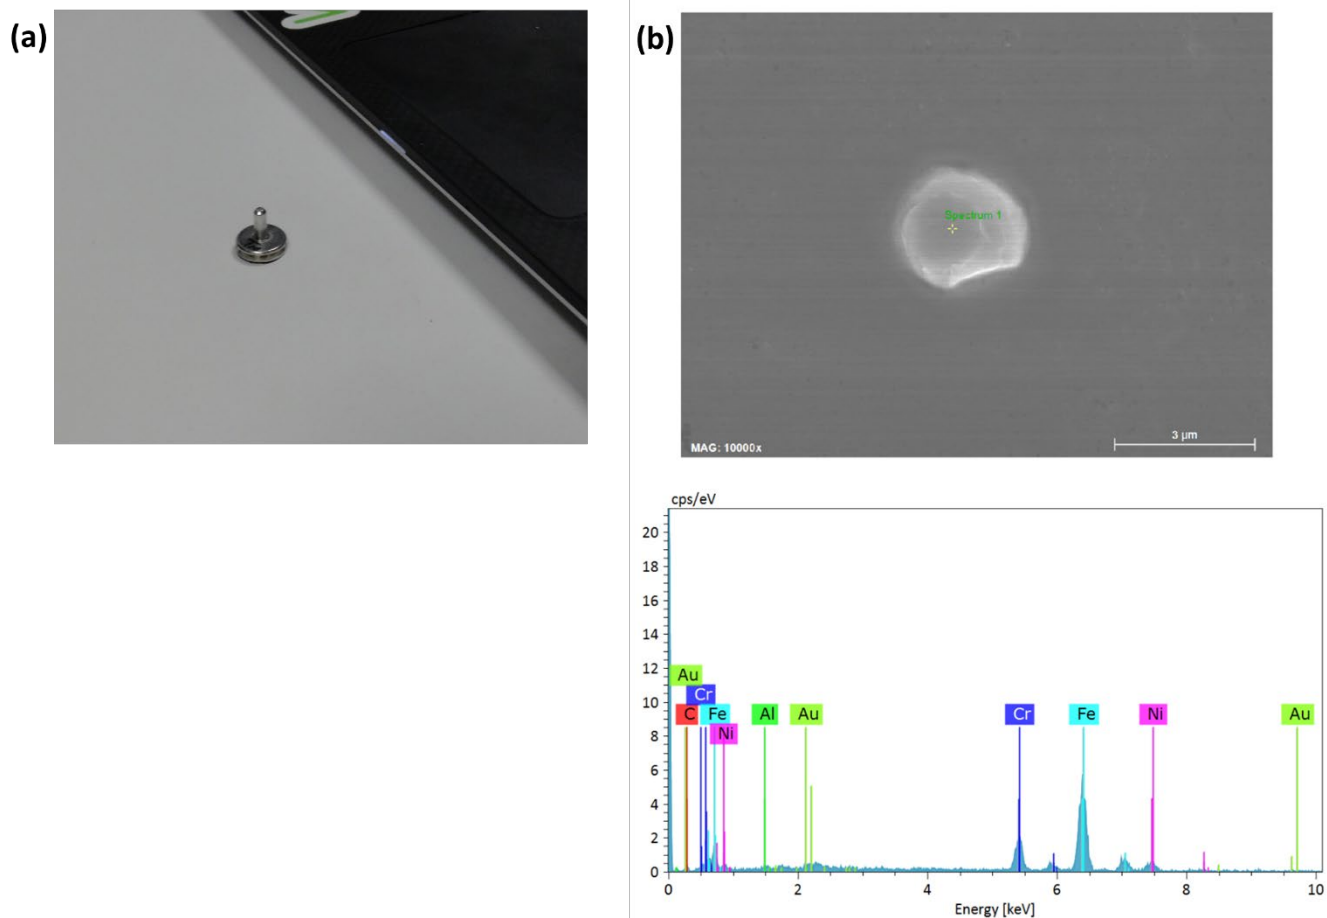 (a)
(b)
Spectrum 1
MAG: 10000x
3 µm
cps/eV
20
18
16
14
12
10
8
6
4
2
0
Au
Cr
C
Fe
Ni
Al
Au
Cr
Fe
Ni
Au
0
2
4
6
8
10
Energy [keV]